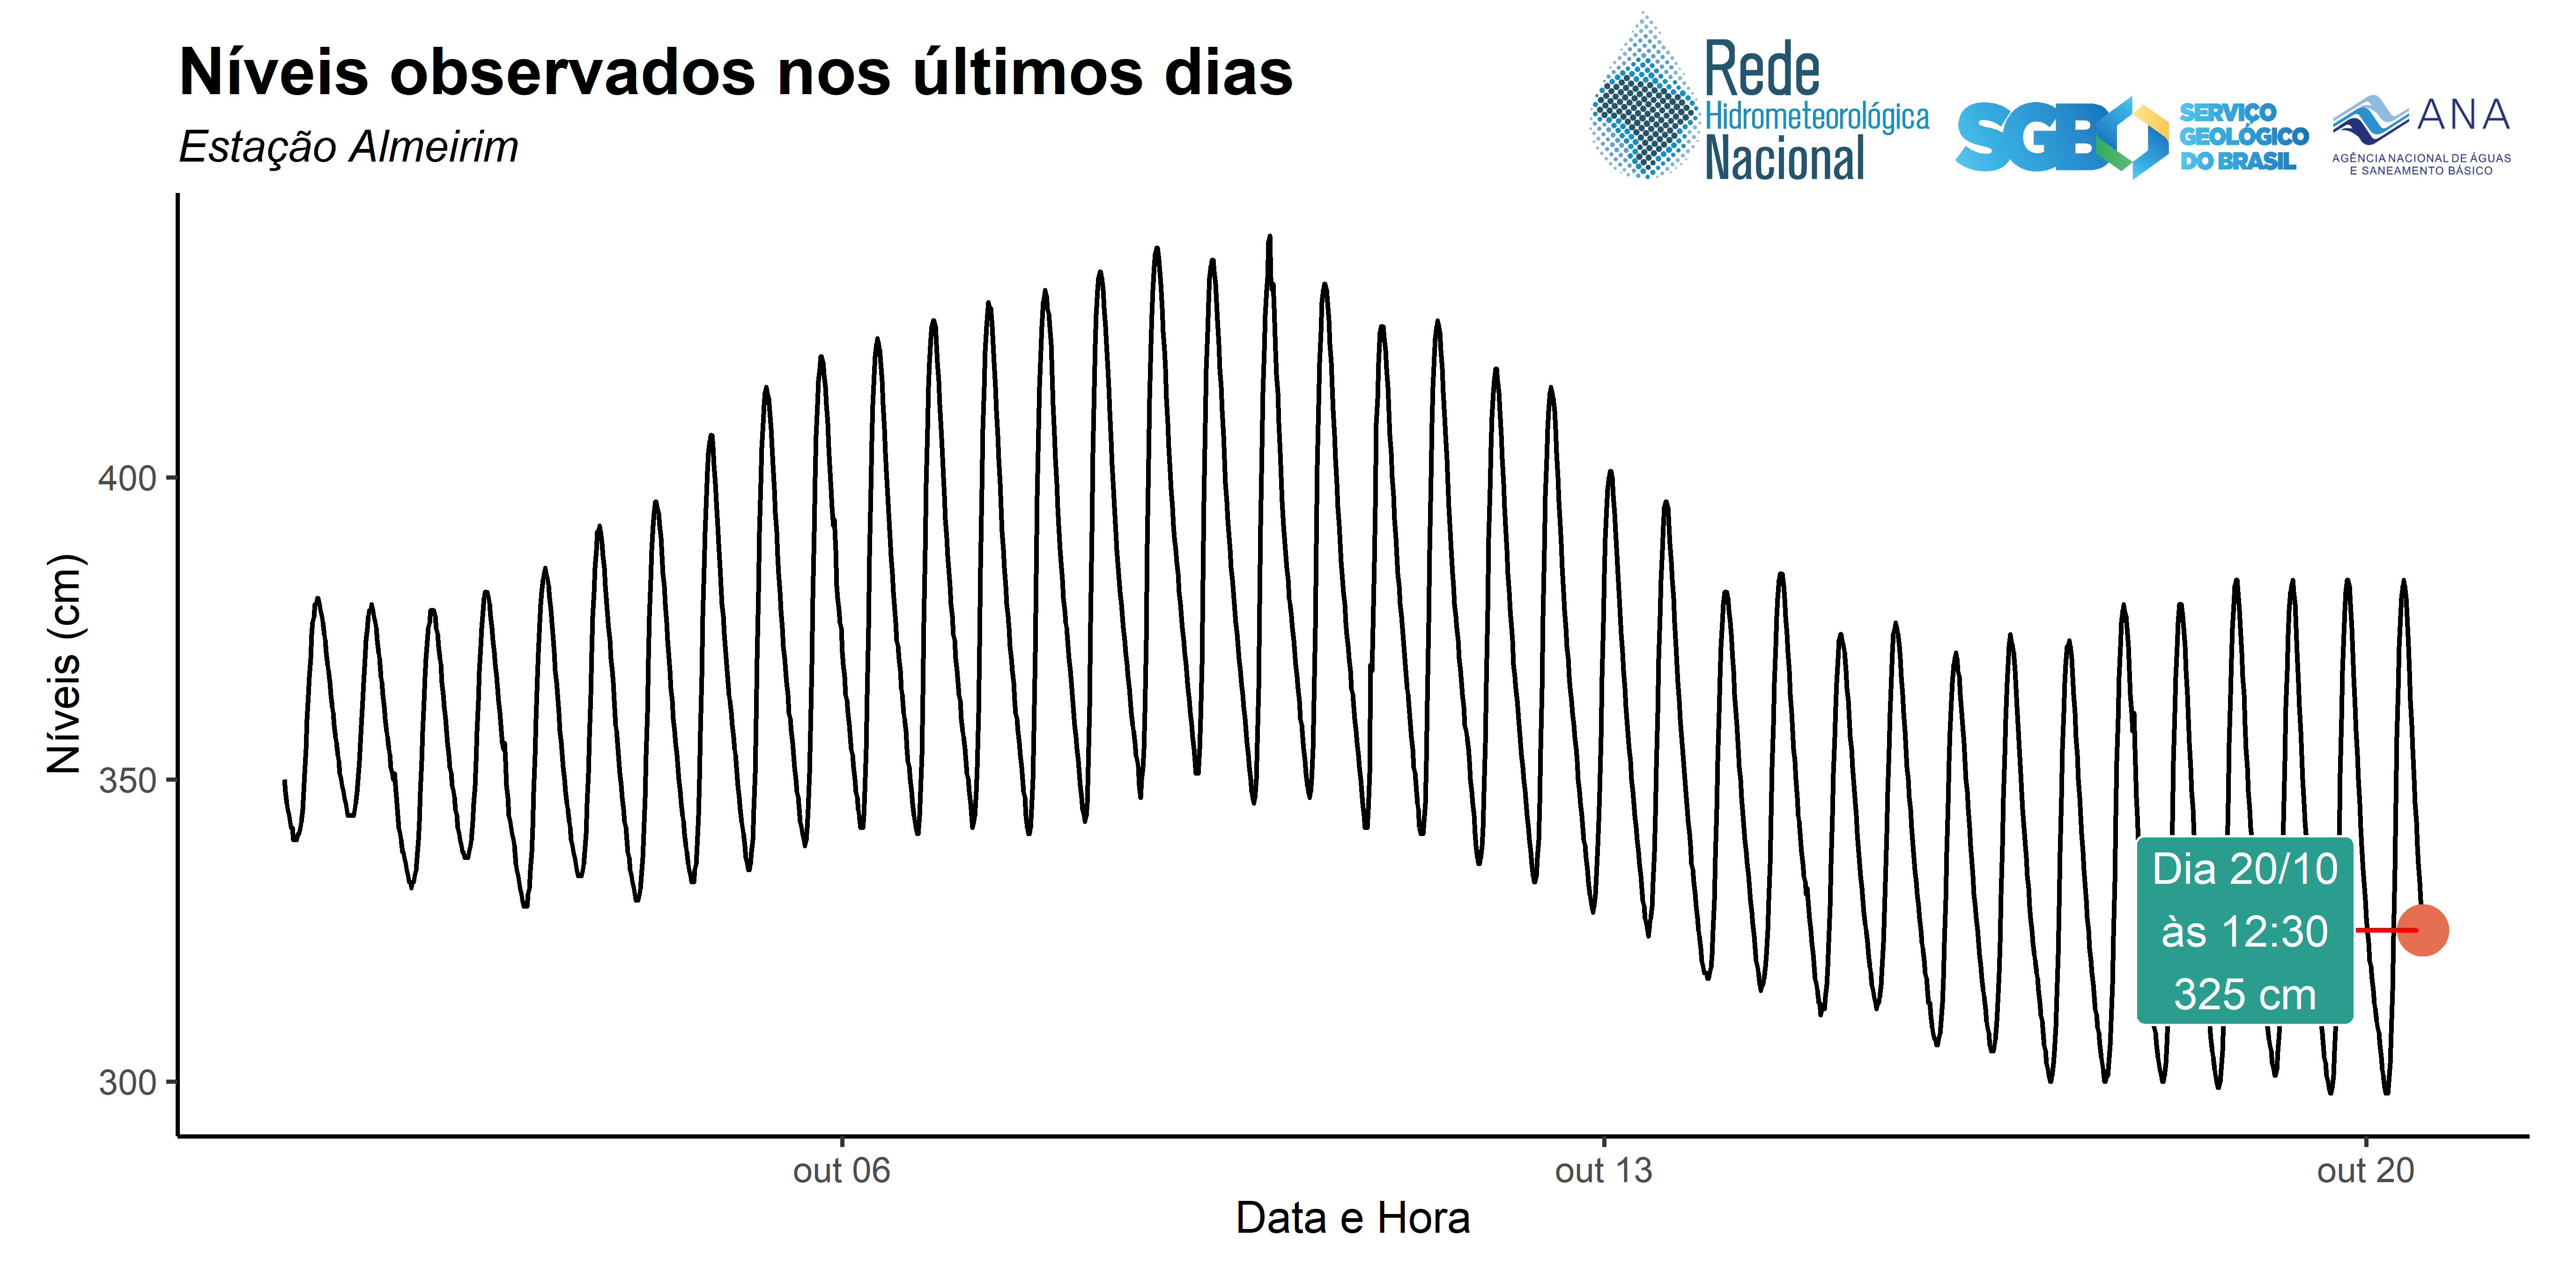 Níveis observados nos últimos dias
Estação Almeirim
Rede
Hidrometeorológica
Nacional
SGB
SERVIÇO
GEOLÓGICO
DO BRASIL
ANA
AGÊNCIA NACIONAL DE ÁGUAS
E SANEAMENTO BÁSICO
Níveis (cm)
400
350
300
Dia 20/10
às 12:30
325 cm
out 06
out 13
out 20
Data e Hora